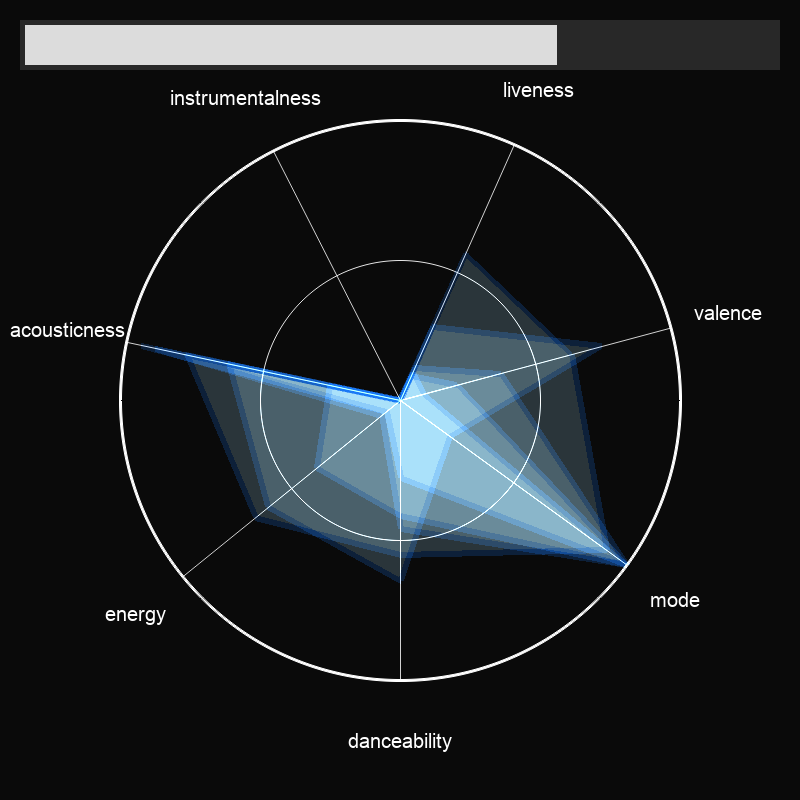 liveness
instrumentalness
valence
acousticness
mode
energy
danceability